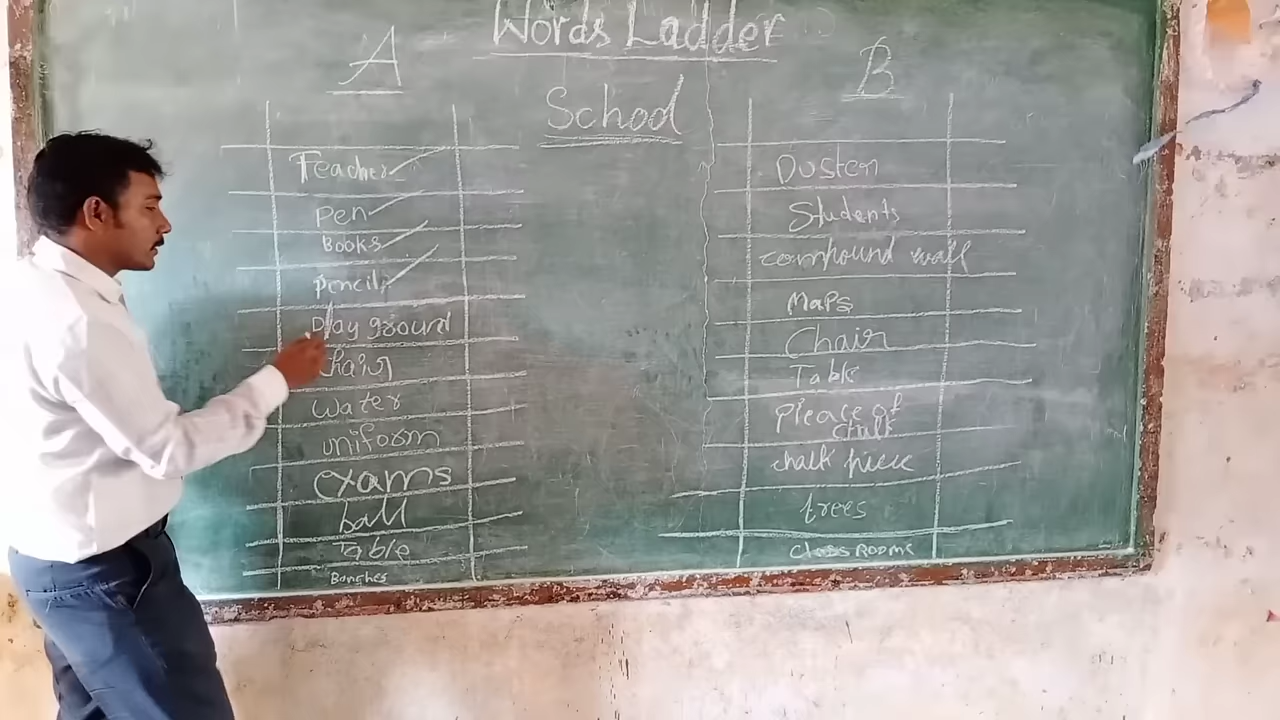 Words Ladder
School
A
Teacher
pen
Books
pencil
play ground
chair
water
uniform
exams
ball
Table
Benches
B
Duster
Students
compound wall
Maps
Chair
Table
Pieace of
chalk
chalk piece
trees
Class Rooms